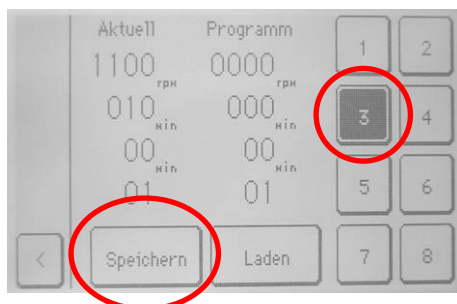 Aktuell Programm
1100 rpm 0000 rpm
010 min 000 min
00 min 00 min
01 01
1 2
3 4
5 6
7 8
< Speichern Laden